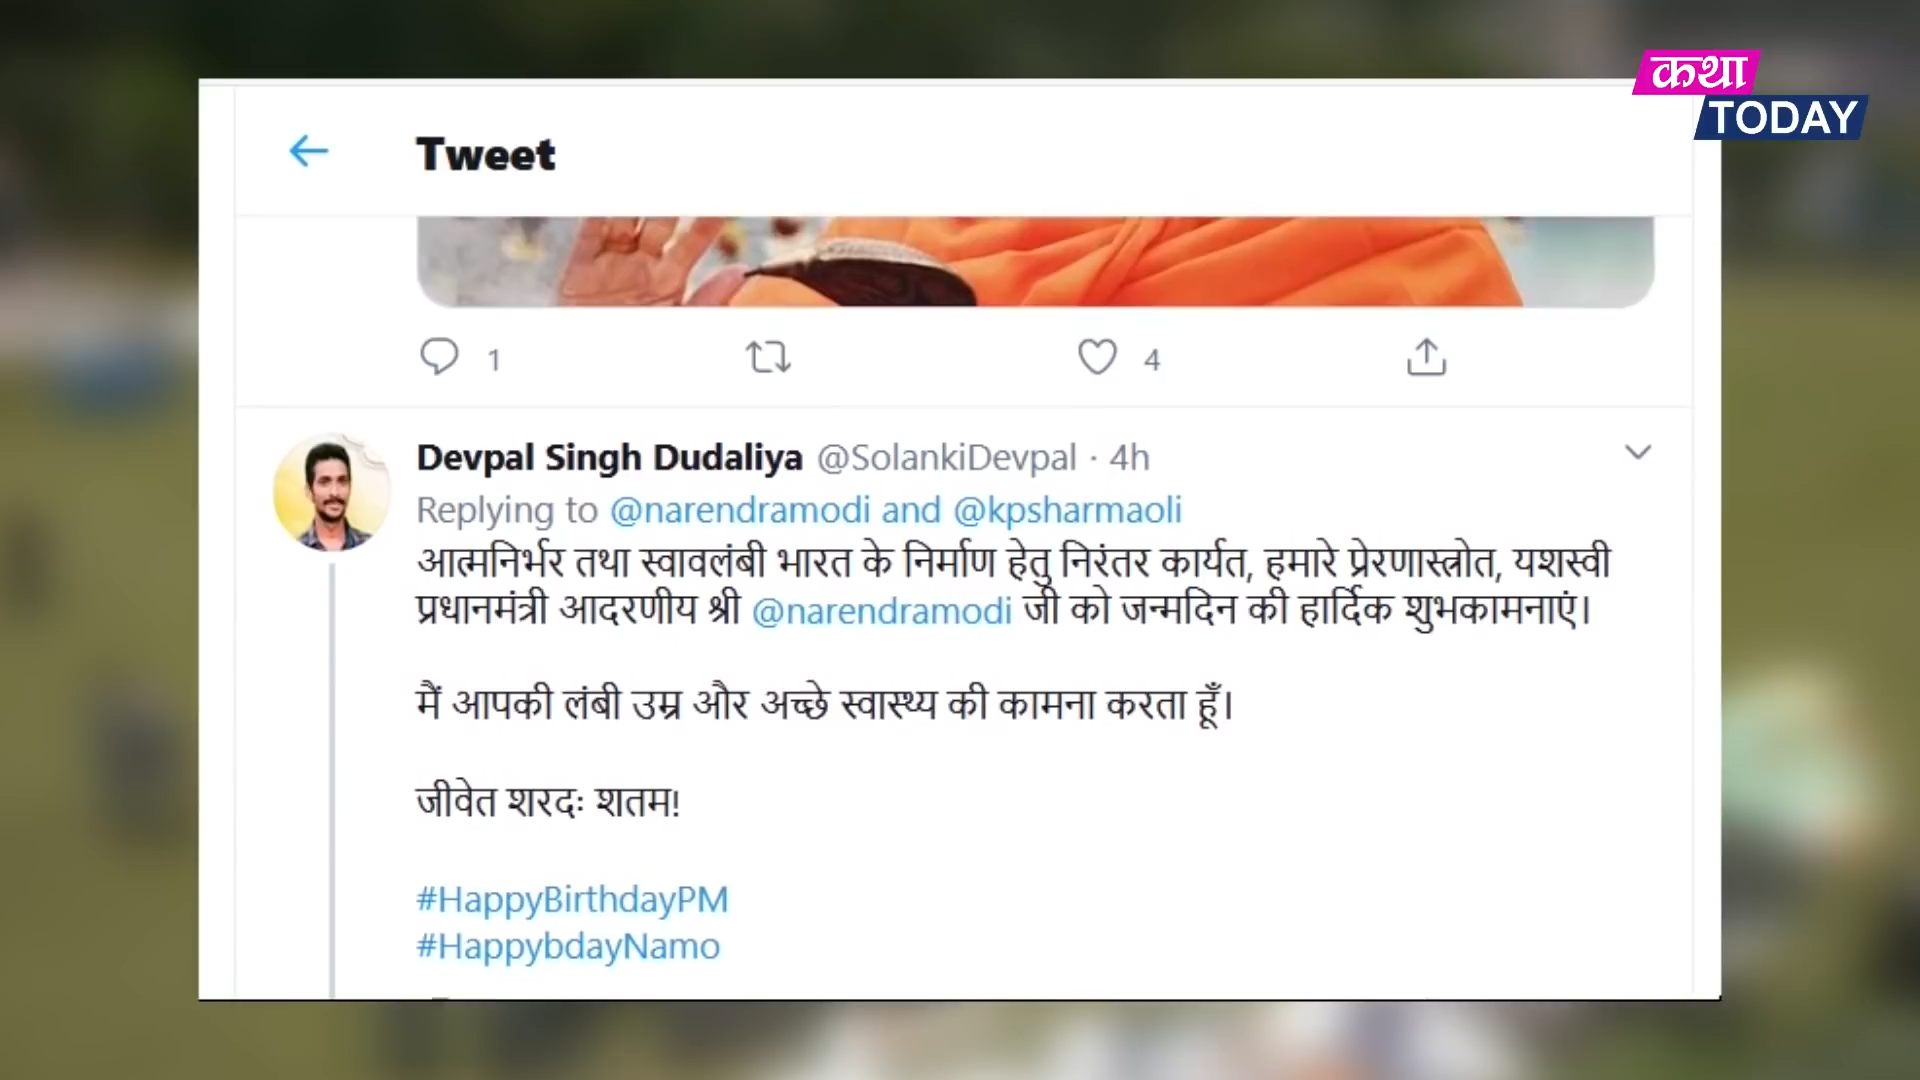 कथा
TODAY
Tweet
1
4
Devpal Singh Dudaliya @SolankiDevpal · 4h
Replying to @narendramodi and @kpsharmaoli
आत्मनिर्भर तथा स्वावलंबी भारत के निर्माण हेतु निरंतर कार्यत, हमारे प्रेरणास्त्रोत, यशस्वी
प्रधानमंत्री आदरणीय श्री @narendramodi जी को जन्मदिन की हार्दिक शुभकामनाएं।
मैं आपकी लंबी उम्र और अच्छे स्वास्थ्य की कामना करता हूँ।
जीवेत शरदः शतम!
#HappyBirthdayPM
#HappybdayNamo